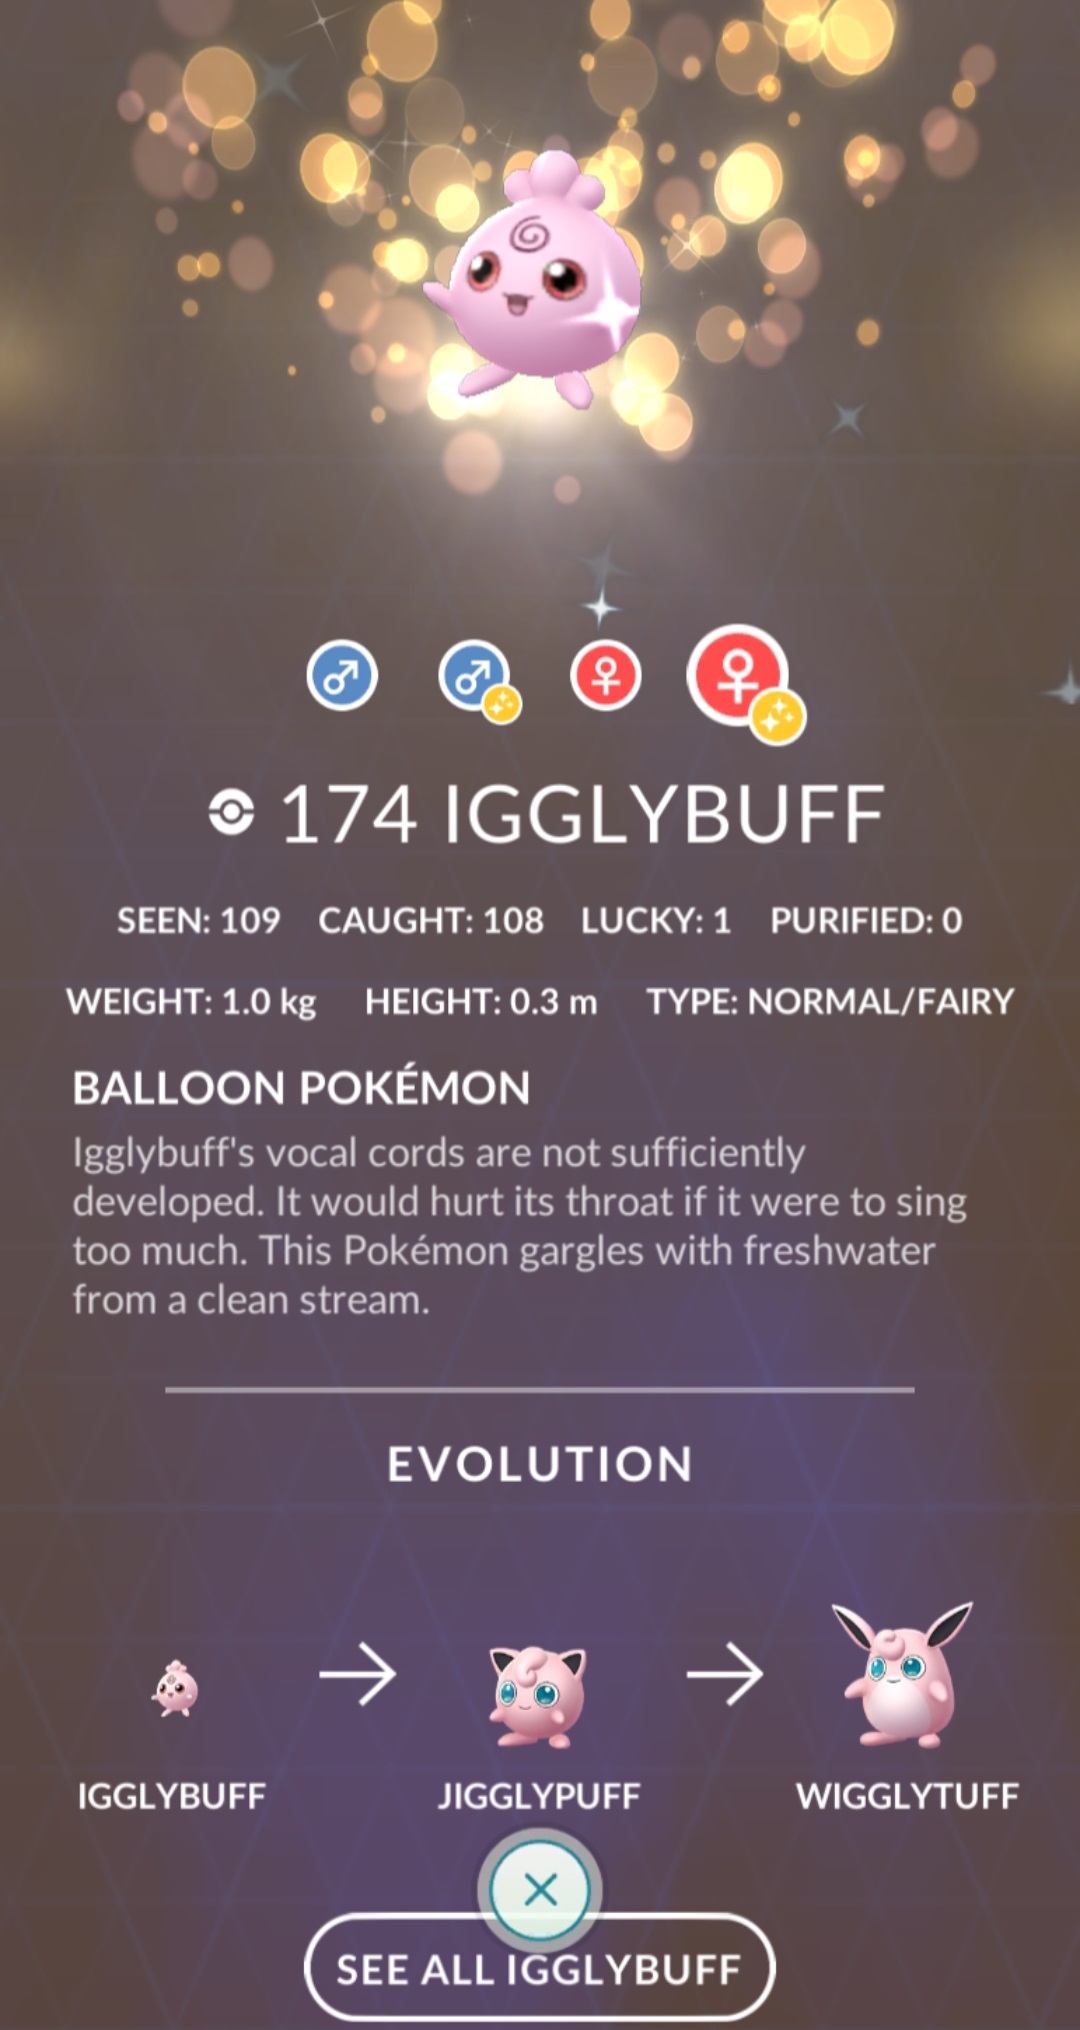 174 IGGLYBUFF
SEEN: 109 CAUGHT: 108 LUCKY: 1 PURIFIED: 0
WEIGHT: 1.0 kg HEIGHT: 0.3 m TYPE: NORMAL/FAIRY
BALLOON POKÉMON
Igglybuff's vocal cords are not sufficiently
developed. It would hurt its throat if it were to sing
too much. This Pokémon gargles with freshwater
from a clean stream.
EVOLUTION
IGGLYBUFF JIGGLYPUFF WIGGLYTUFF
SEE ALL IGGLYBUFF